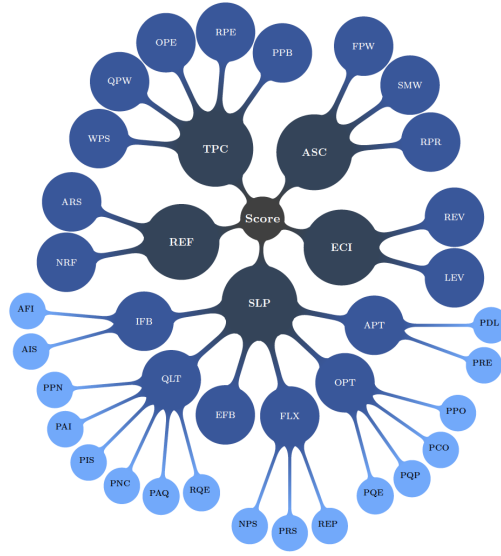 RPE
OPE
PPB
FPW
QPW
SMW
WPS
TPC
ASC
RPR
ARS
Score
REV
REF
ECI
NRF
LEV
SLP
AFI
IFB
APT
PDL
AIS
PRE
QLT
OPT
PPN
EFB
FLX
PPO
PAI
PCO
PIS
PQP
PNC
PAQ
RQE
PQE
NPS
PRS
REP